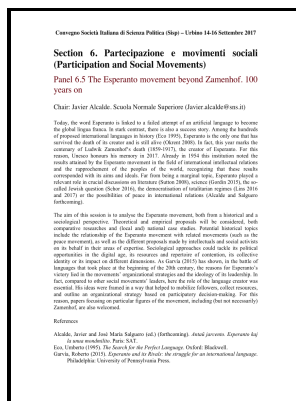 Convegno Società Italiana di Scienza Politica (Sisp) – Urbino 14-16 Settembre 2017
Section 6. Partecipazione e movimenti sociali
(Participation and Social Movements)
Panel 6.5 The Esperanto movement beyond Zamenhof. 100
years on
Chair: Javier Alcalde. Scuola Normale Superiore (Javier.alcalde@sns.it)
Today, the word Esperanto is linked to a failed attempt of an artificial language to become
the global lingua franca. In stark contrast, there is also a success story. Among the hundreds
of proposed international languages in history (Eco 1995), Esperanto is the only one that has
survived the death of its creator and is still alive (Okrent 2008). In fact, this year marks the
centenary of Ludwik Zamenhof's death (1859-1917), the creator of Esperanto. For this
reason, Unesco honours his memory in 2017. Already in 1954 this institution noted the
results attained by the Esperanto movement in the field of international intellectual relations
and the rapprochement of the peoples of the world, recognizing that these results
corresponded with its aims and ideals. Far from being a marginal topic, Esperanto played a
relevant role in crucial discussions on literature (Sutton 2008), science (Gordin 2015), the so-
called Jewish question (Schor 2016), the democratisation of totalitarian regimes (Lins 2016
and 2017) or the possibilities of peace in international relations (Alcalde and Salguero
forthcoming).
The aim of this session is to analyse the Esperanto movement, both from a historical and a
sociological perspective. Theoretical and empirical proposals will be considered, both
comparative researches and (local and) national case studies. Potential historical topics
include the relationship of the Esperanto movement with related movements (such as the
peace movement), as well as the different proposals made by intellectuals and social activists
on its behalf in their areas of expertise. Sociological approaches could tackle its political
opportunities in the digital age, its resources and repertoire of contention, its collective
identity or its impact on different dimensions. As Garvía (2015) has shown, in the battle of
languages that took place at the beginning of the 20th century, the reasons for Esperanto's
victory lied in the movement's organizational strategies and the ideology of its leadership. In
fact, compared to other social movements' leaders, here the role of the language creator was
essential. His ideas were framed in a way that helped to mobilize followers, collect resources,
and outline an organizing strategy based on participatory decision-making. For this
reason, papers focusing on particular figures of the movement, including (but not necessarily)
Zamenhof, are also welcomed.
References
Alcalde, Javier and José María Salguero (ed.) (forthcoming). Antaŭ juncento. Esperanto kaj
la unua mondmilito. Paris: SAT.
Eco, Umberto (1995). The Search for the Perfect Language. Oxford: Blackwell.
Garvía, Roberto (2015). Esperanto and its Rivals: the struggle for an international language.
Philadelphia: University of Pennsylvania Press.